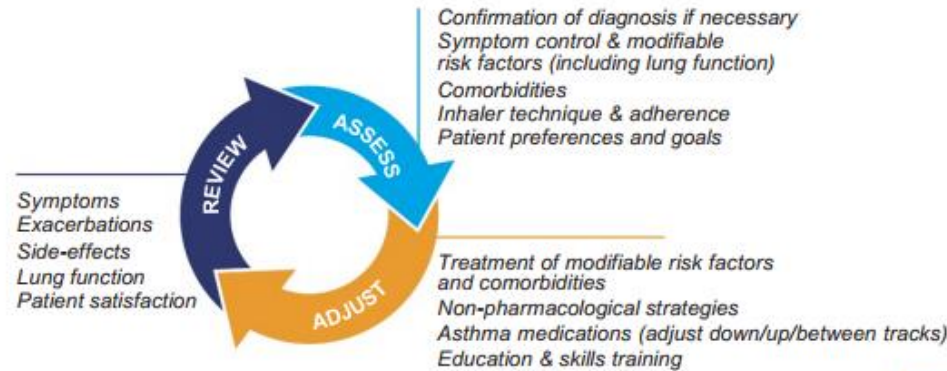 Confirmation of diagnosis if necessary
Symptom control & modifiable
risk factors (including lung function)
Comorbidities
Inhaler technique & adherence
Patient preferences and goals
ASSESS
REVIEW
Symptoms
Exacerbations
Side-effects
Lung function
Patient satisfaction
ADJUST
Treatment of modifiable risk factors
and comorbidities
Non-pharmacological strategies
Asthma medications (adjust down/up/between tracks)
Education & skills training